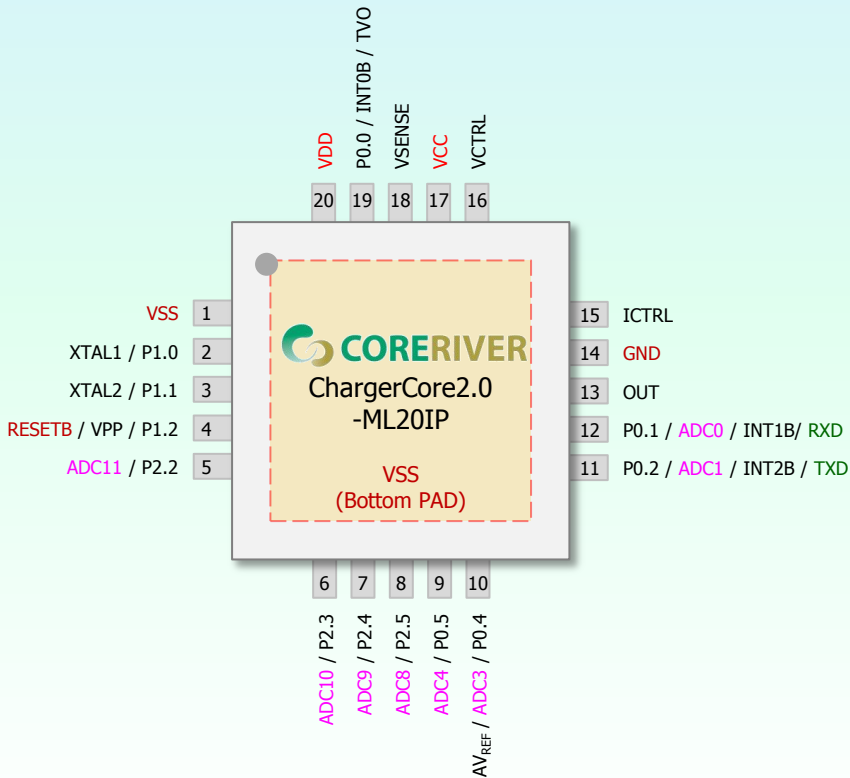 P0.0 / INT0B / TVO
VDD
VSENSE
VCC
VCTRL
20
19
18
17
16
VSS 1
XTAL1 / P1.0 2
XTAL2 / P1.1 3
RESETB / VPP / P1.2 4
ADC11 / P2.2 5
CORERIVER
ChargerCore2.0
-ML20IP
VSS
(Bottom PAD)
15 ICTRL
14 GND
13 OUT
12 P0.1 / ADC0 / INT1B/ RXD
11 P0.2 / ADC1 / INT2B / TXD
6
7
8
9
10
ADC10 / P2.3
ADC9 / P2.4
ADC8 / P2.5
ADC4 / P0.5
AVREF / ADC3 / P0.4